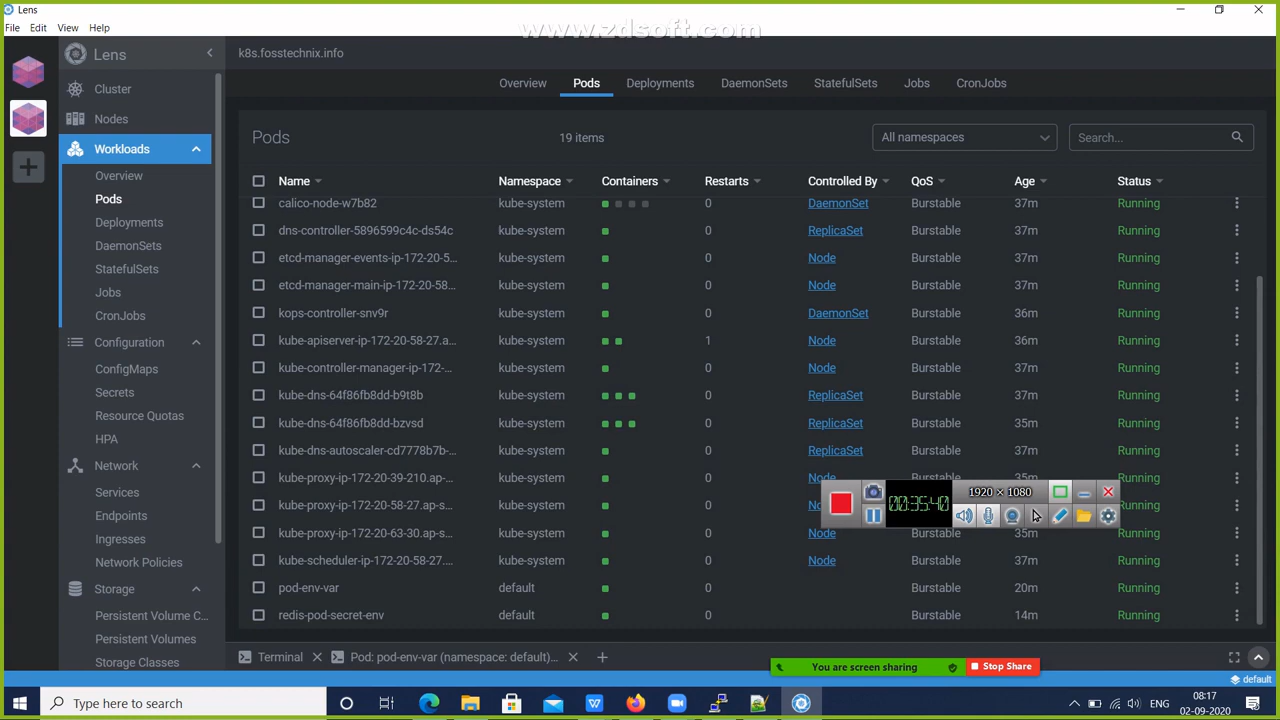 Lens
www.zdsoft.com
File Edit View Help
Lens
k8s.fosstechnix.info
Cluster
Nodes
Workloads
Overview
Pods
Deployments
DaemonSets
StatefulSets
Jobs
CronJobs
Configuration
ConfigMaps
Secrets
Resource Quotas
HPA
Network
Services
Endpoints
Ingresses
Network Policies
Storage
Persistent Volume C...
Persistent Volumes
Storage Classes
Overview Pods Deployments DaemonSets StatefulSets Jobs CronJobs
Pods 19 items All namespaces Search...
Name Namespace Containers Restarts Controlled By QoS Age Status
calico-node-w7b82 kube-system 0 DaemonSet Burstable 37m Running
dns-controller-5896599c4c-ds54c kube-system 0 ReplicaSet Burstable 37m Running
etcd-manager-events-ip-172-20-5... kube-system 0 Node Burstable 37m Running
etcd-manager-main-ip-172-20-58... kube-system 0 Node Burstable 37m Running
kops-controller-snv9r kube-system 0 DaemonSet Burstable 36m Running
kube-apiserver-ip-172-20-58-27.a... kube-system 1 Node Burstable 36m Running
kube-controller-manager-ip-172-... kube-system 0 Node Burstable 37m Running
kube-dns-64f86fb8dd-b9t8b kube-system 0 ReplicaSet Burstable 37m Running
kube-dns-64f86fb8dd-bzvsd kube-system 0 ReplicaSet Burstable 35m Running
kube-dns-autoscaler-cd7778b7b-... kube-system 0 ReplicaSet Burstable 37m Running
kube-proxy-ip-172-20-39-210.ap-... kube-system 0 Node Burstable 35m Running
kube-proxy-ip-172-20-58-27.ap-s... kube-system 0 Running
kube-proxy-ip-172-20-63-30.ap-s... kube-system 0 Node Burstable 35m Running
kube-scheduler-ip-172-20-58-27.... kube-system 0 Node Burstable 37m Running
pod-env-var default 0 Burstable 20m Running
redis-pod-secret-env default 0 Burstable 14m Running
1920 × 1080
00:35:40
Terminal Pod: pod-env-var (namespace: default)...
You are screen sharing Stop Share
default
Type here to search
ENG
08:17
02-09-2020